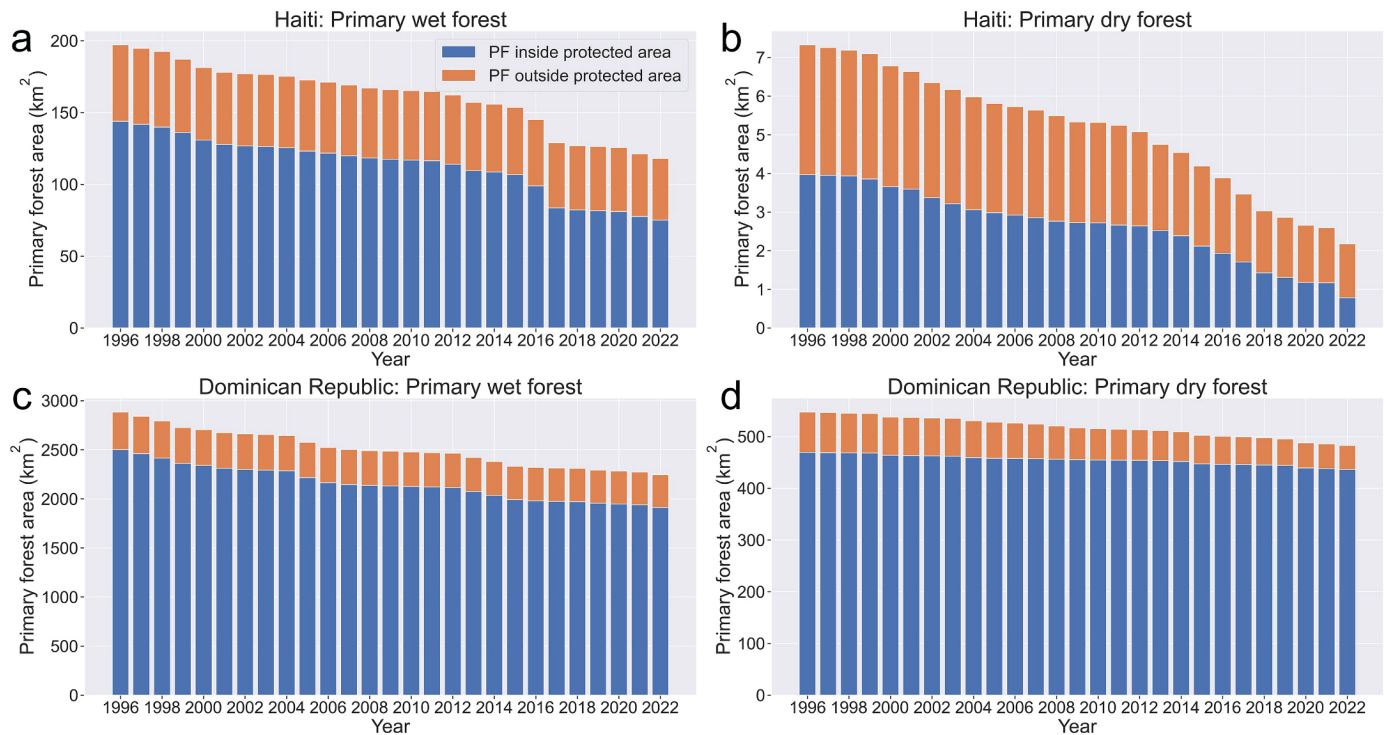 a
Haiti: Primary wet forest
PF inside protected area
PF outside protected area
Primary forest area (km²)
200
150
100
50
0
1996 1998 2000 2002 2004 2006 2008 2010 2012 2014 2016 2018 2020 2022
Year
b
Haiti: Primary dry forest
Primary forest area (km²)
7
6
5
4
3
2
1
0
1996 1998 2000 2002 2004 2006 2008 2010 2012 2014 2016 2018 2020 2022
Year
c
Dominican Republic: Primary wet forest
Primary forest area (km²)
3000
2500
2000
1500
1000
500
0
1996 1998 2000 2002 2004 2006 2008 2010 2012 2014 2016 2018 2020 2022
Year
d
Dominican Republic: Primary dry forest
Primary forest area (km²)
500
400
300
200
100
0
1996 1998 2000 2002 2004 2006 2008 2010 2012 2014 2016 2018 2020 2022
Year